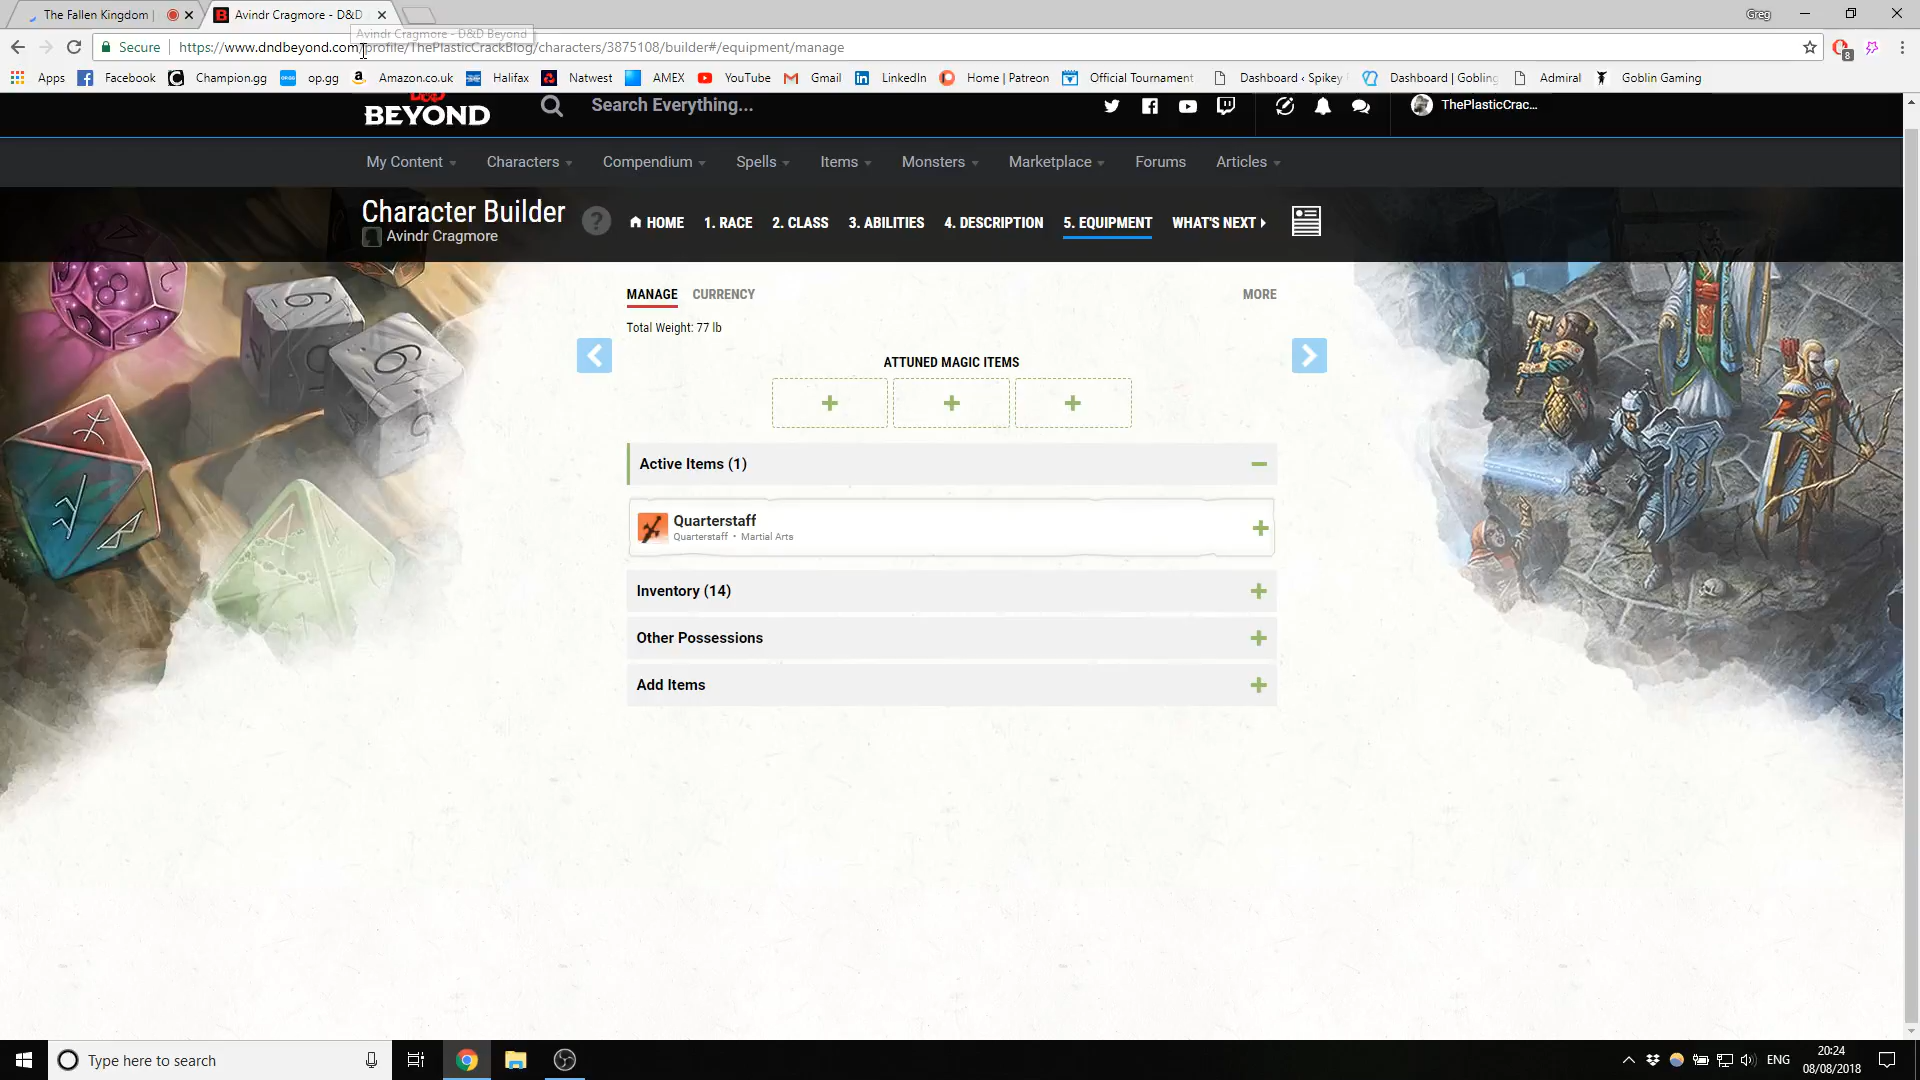 The Fallen Kingdom |
Avindr Cragmore - D&D
Greg
Avindr Cragmore - D&D Beyond
Secure
https://www.dndbeyond.com/profile/ThePlasticCrackBlog/characters/3875108/builder#/equipment/manage
8
Apps
Facebook
Champion.gg
op.gg
Amazon.co.uk
Halifax
Natwest
AMEX
YouTube
Gmail
LinkedIn
Home | Patreon
Official Tournament
Dashboard ‹ Spikey
Dashboard | Gobling
Admiral
Goblin Gaming
BEYOND
Search Everything...
ThePlasticCrac...
My Content
Characters
Compendium
Spells
Items
Monsters
Marketplace
Forums
Articles
Character Builder
Avindr Cragmore
?
HOME
1. RACE
2. CLASS
3. ABILITIES
4. DESCRIPTION
5. EQUIPMENT
WHAT'S NEXT
MANAGE
CURRENCY
MORE
Total Weight: 77 lb
ATTUNED MAGIC ITEMS
Active Items (1)
Quarterstaff
Quarterstaff • Martial Arts
Inventory (14)
Other Possessions
Add Items
Type here to search
ENG
20:24
08/08/2018